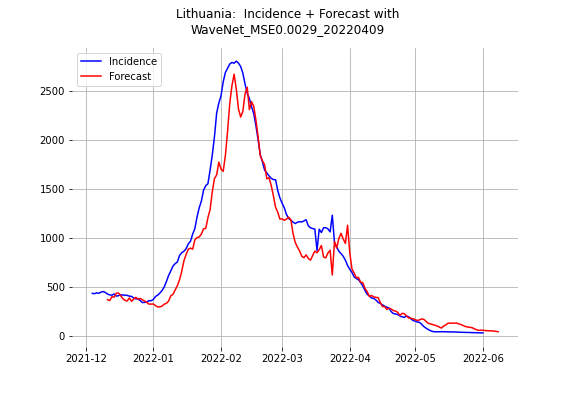 Lithuania:  Incidence + Forecast with
WaveNet_MSE0.0029_20220409
Incidence
Forecast
2500
2000
1500
1000
500
0
2021-12 2022-01 2022-02 2022-03 2022-04 2022-05 2022-06